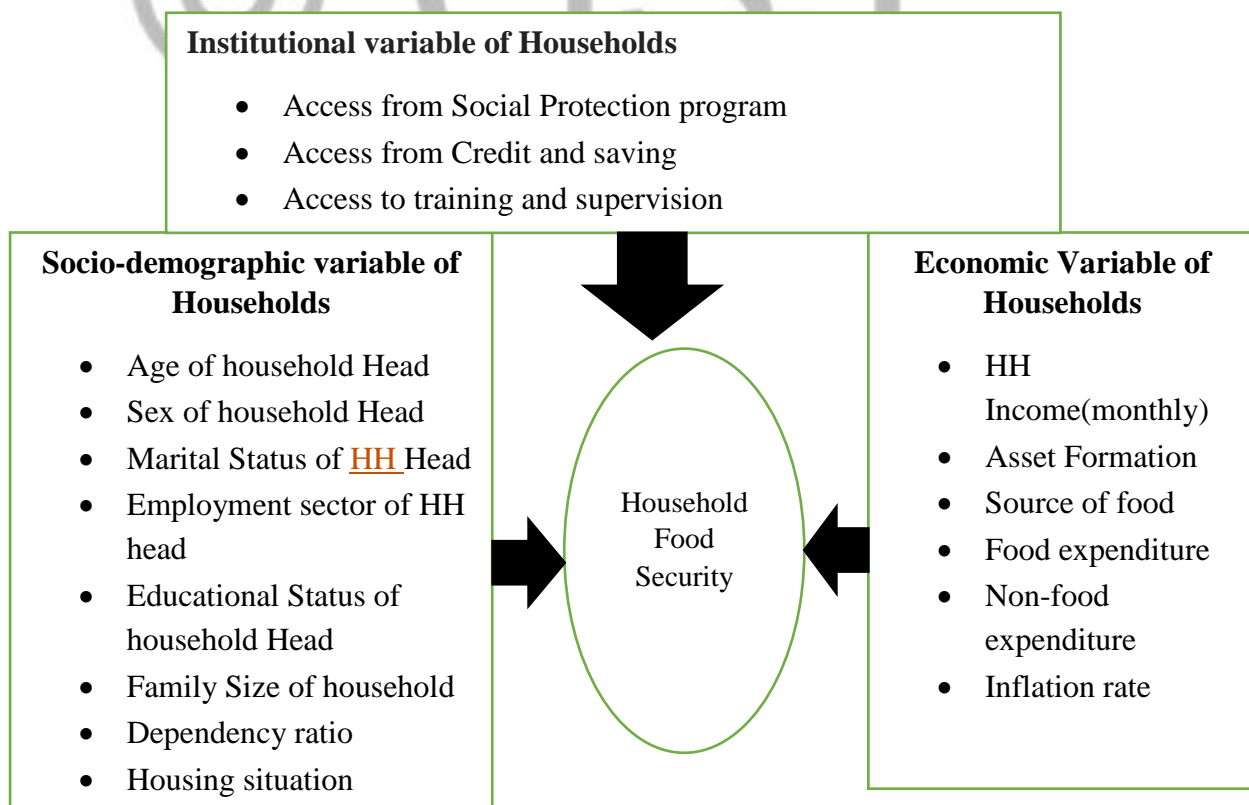 Institutional variable of Households
• Access from Social Protection program
• Access from Credit and saving
• Access to training and supervision
Socio-demographic variable of
Households
• Age of household Head
• Sex of household Head
• Marital Status of HH Head
• Employment sector of HH
head
• Educational Status of
household Head
• Family Size of household
• Dependency ratio
• Housing situation
Household
Food
Security
Economic Variable of
Households
• HH
Income(monthly)
• Asset Formation
• Source of food
• Food expenditure
• Non-food
expenditure
• Inflation rate